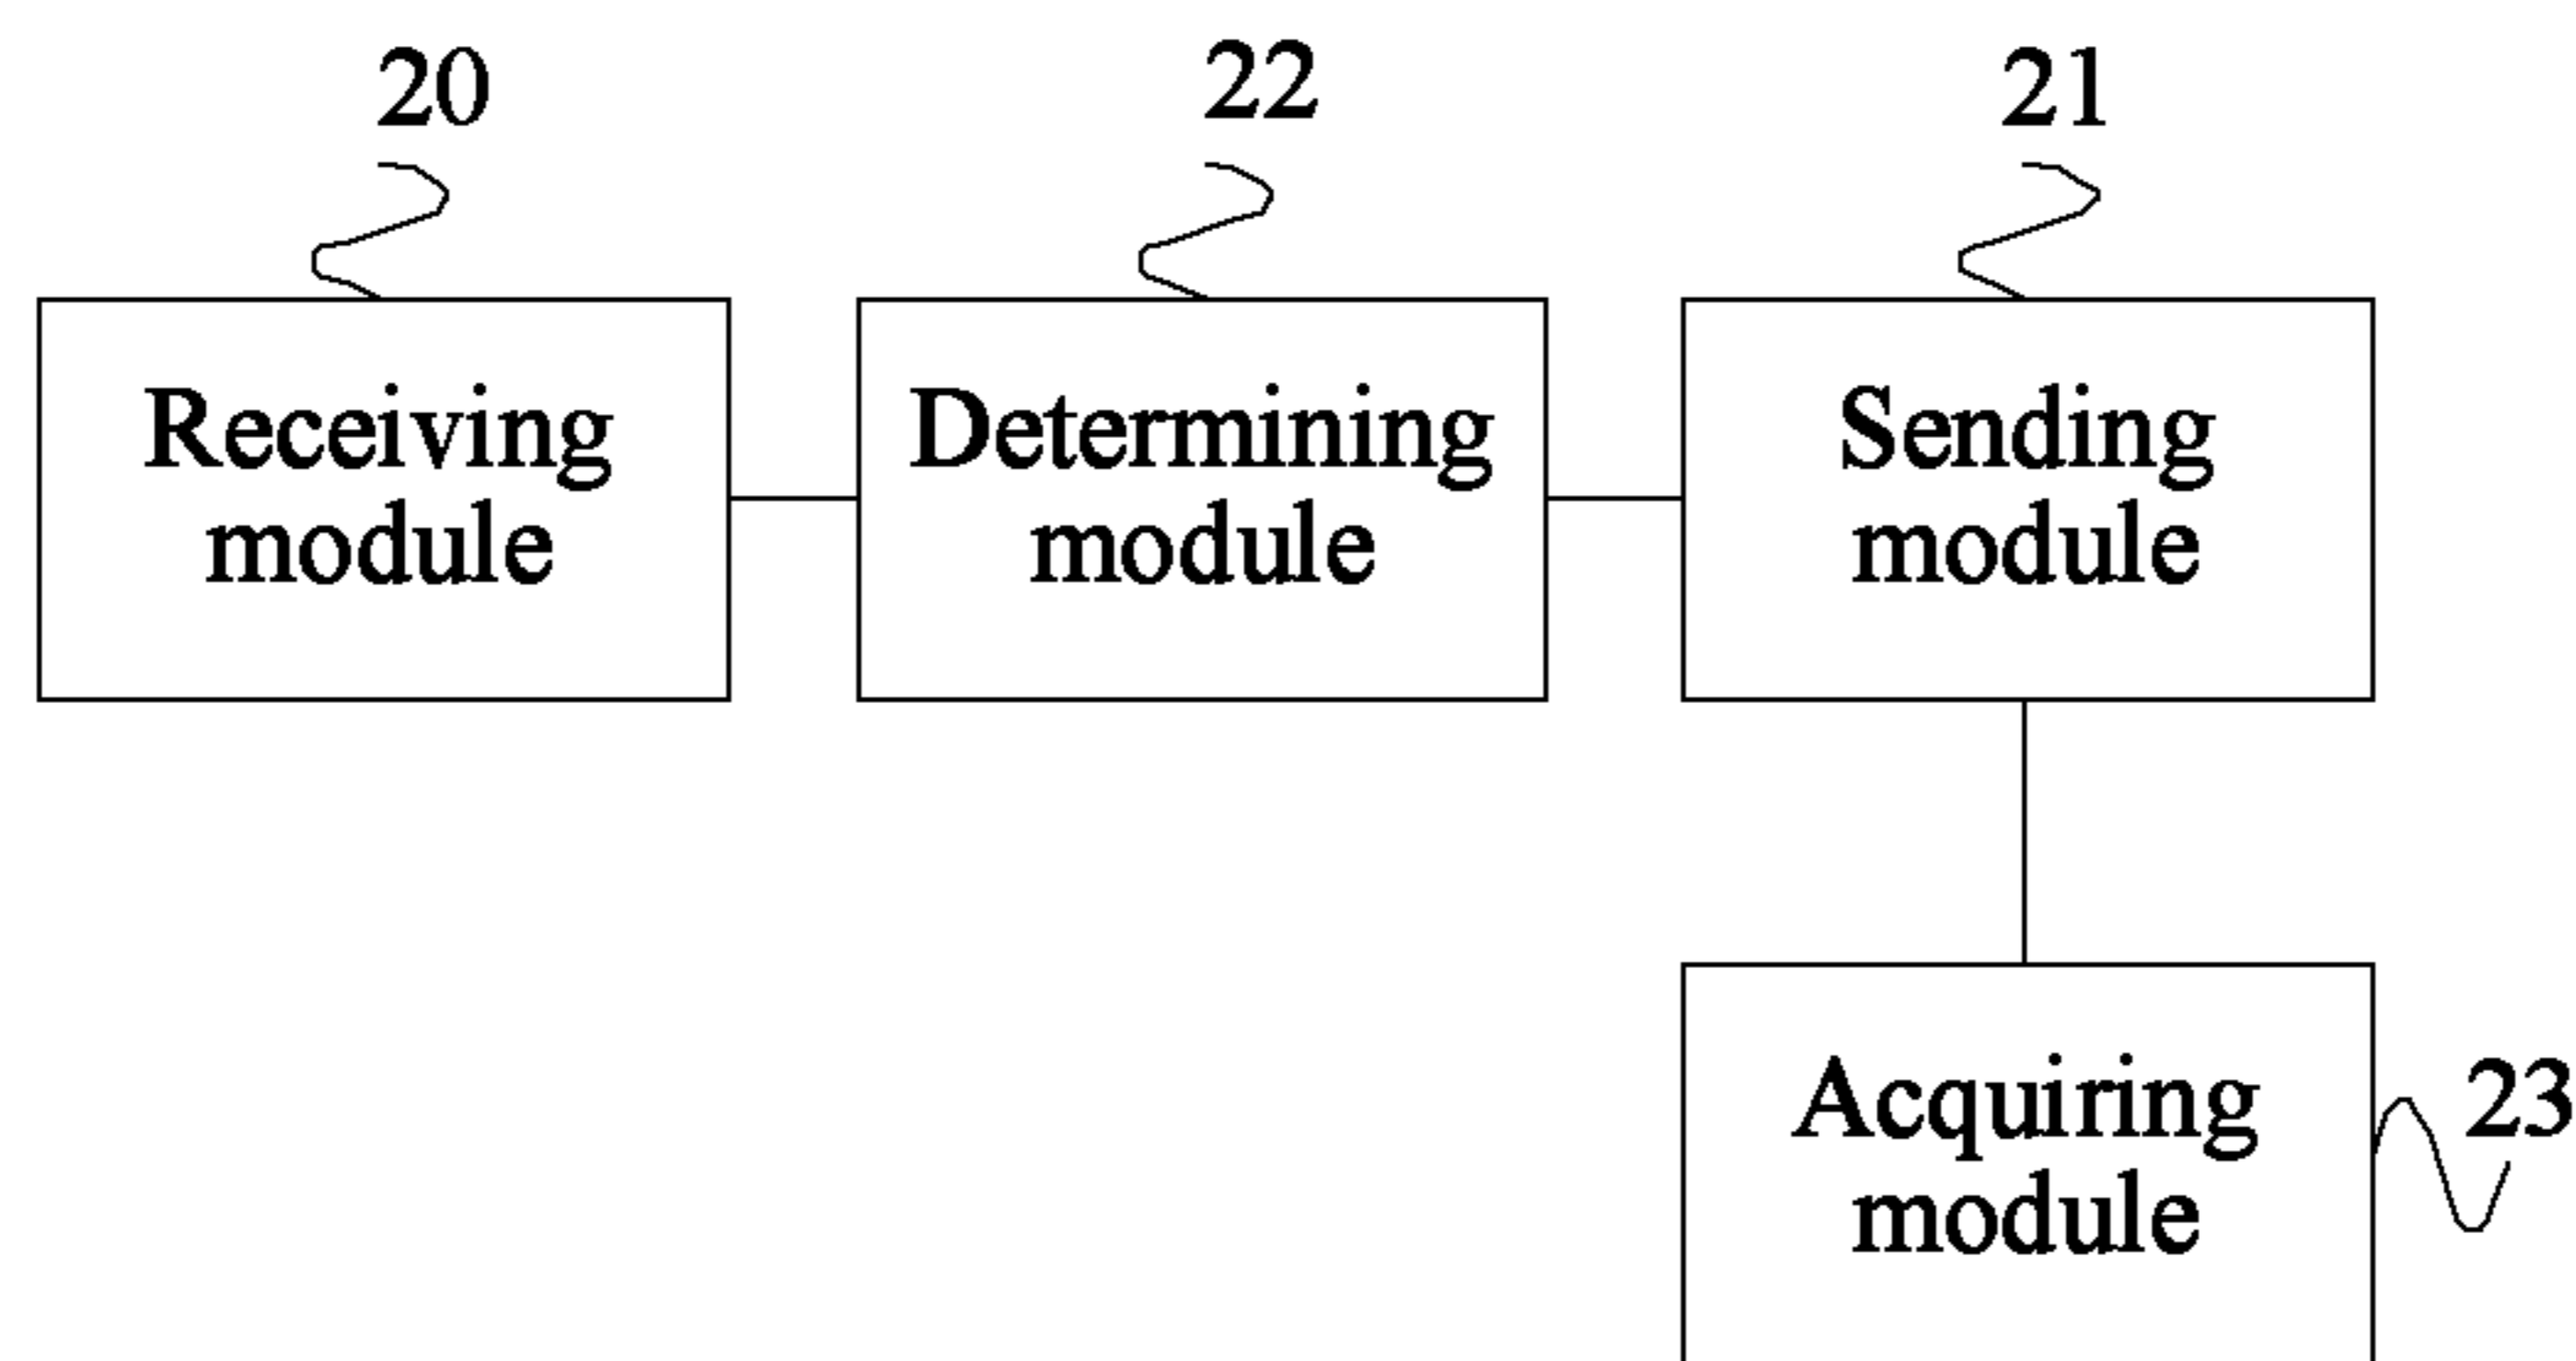 20
22
21
Receiving
module
Determining
module
Sending
module
Acquiring
module
23